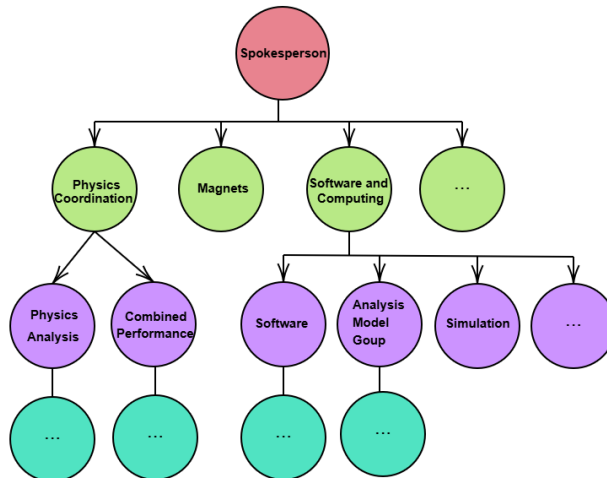 Spokesperson
Physics
Coordination
Magnets
Software and
Computing
...
Physics
Analysis
Combined
Performance
Software
Analysis
Model
Goup
Simulation
...
...
...
...
...